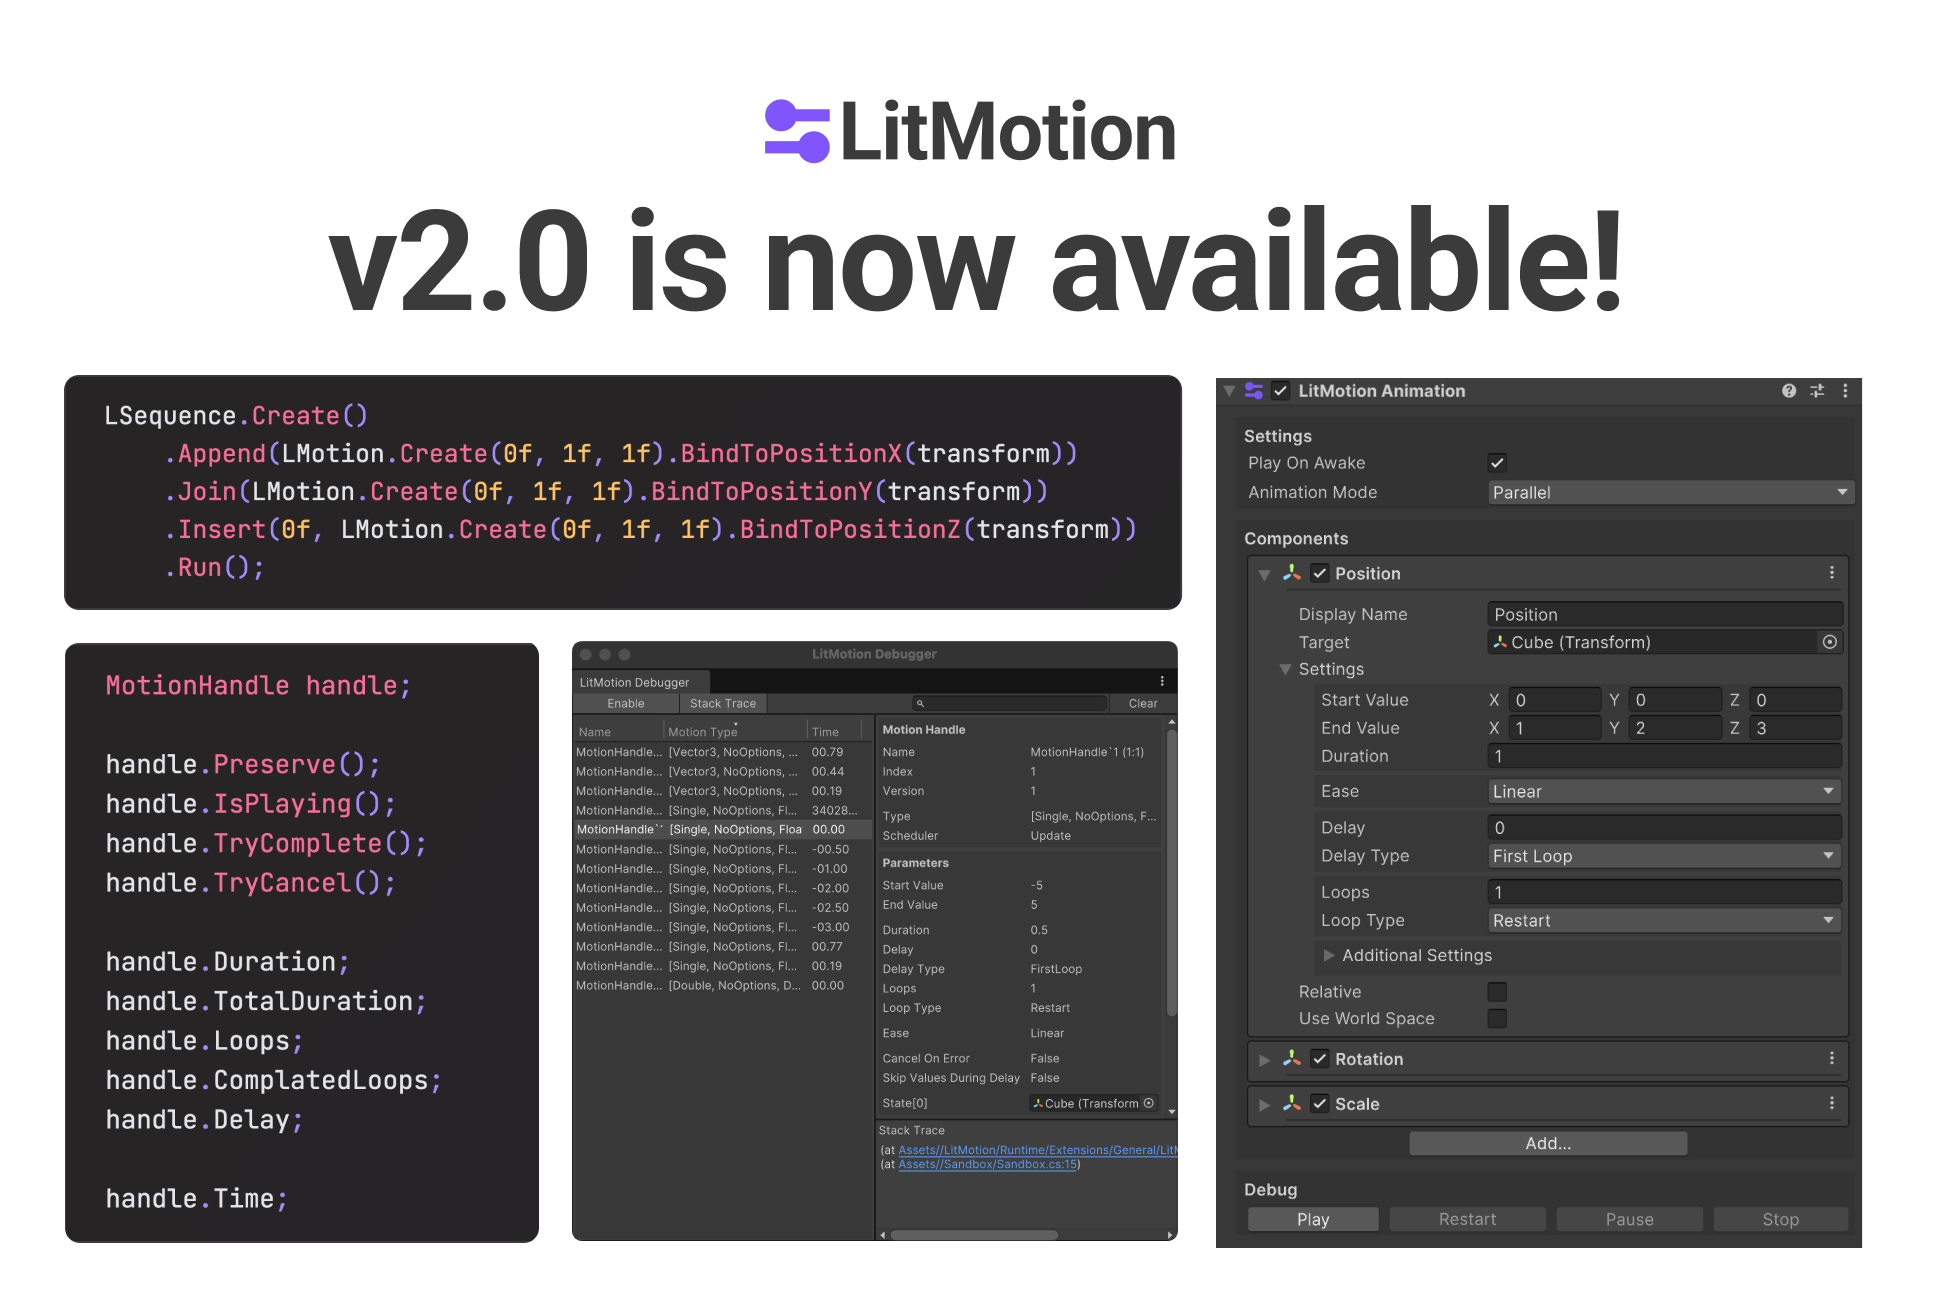 LitMotion
v2.0 is now available!
LSequence.Create()
.Append(LMotion.Create(0f, 1f, 1f).BindToPositionX(transform))
.Join(LMotion.Create(0f, 1f, 1f).BindToPositionY(transform))
.Insert(0f, LMotion.Create(0f, 1f, 1f).BindToPositionZ(transform))
.Run();
MotionHandle handle;
handle.Preserve();
handle.IsPlaying();
handle.TryComplete();
handle.TryCancel();
handle.Duration;
handle.TotalDuration;
handle.Loops;
handle.ComplatedLoops;
handle.Delay;
handle.Time;
LitMotion Debugger
LitMotion Debugger
Enable Stack Trace Clear
Name Motion Type Time
MotionHandle... [Vector3, NoOptions, ... 00.79
MotionHandle... [Vector3, NoOptions, ... 00.44
MotionHandle... [Vector3, NoOptions, ... 00.19
MotionHandle... [Single, NoOptions, Fl... 34028...
MotionHandle` [Single, NoOptions, Floa 00.00
MotionHandle... [Single, NoOptions, Fl... -00.50
MotionHandle... [Single, NoOptions, Fl... -01.00
MotionHandle... [Single, NoOptions, Fl... -02.00
MotionHandle... [Single, NoOptions, Fl... -02.50
MotionHandle... [Single, NoOptions, Fl... -03.00
MotionHandle... [Single, NoOptions, Fl... 00.77
MotionHandle... [Single, NoOptions, Fl... 00.19
MotionHandle... [Double, NoOptions, D... 00.00
Motion Handle
Name MotionHandle`1 (1:1)
Index 1
Version 1
Type [Single, NoOptions, F...
Scheduler Update
Parameters
Start Value -5
End Value 5
Duration 0.5
Delay 0
Delay Type FirstLoop
Loops 1
Loop Type Restart
Ease Linear
Cancel On Error False
Skip Values During Delay False
State[0] Cube (Transform
Stack Trace
(at Assets//LitMotion/Runtime/Extensions/General/LitM
(at Assets//Sandbox/Sandbox.cs:15)
LitMotion Animation
Settings
Play On Awake
Animation Mode Parallel
Components
Position
Display Name Position
Target Cube (Transform)
Settings
Start Value X 0 Y 0 Z 0
End Value X 1 Y 2 Z 3
Duration 1
Ease Linear
Delay 0
Delay Type First Loop
Loops 1
Loop Type Restart
Additional Settings
Relative
Use World Space
Rotation
Scale
Add...
Debug
Play Restart Pause Stop